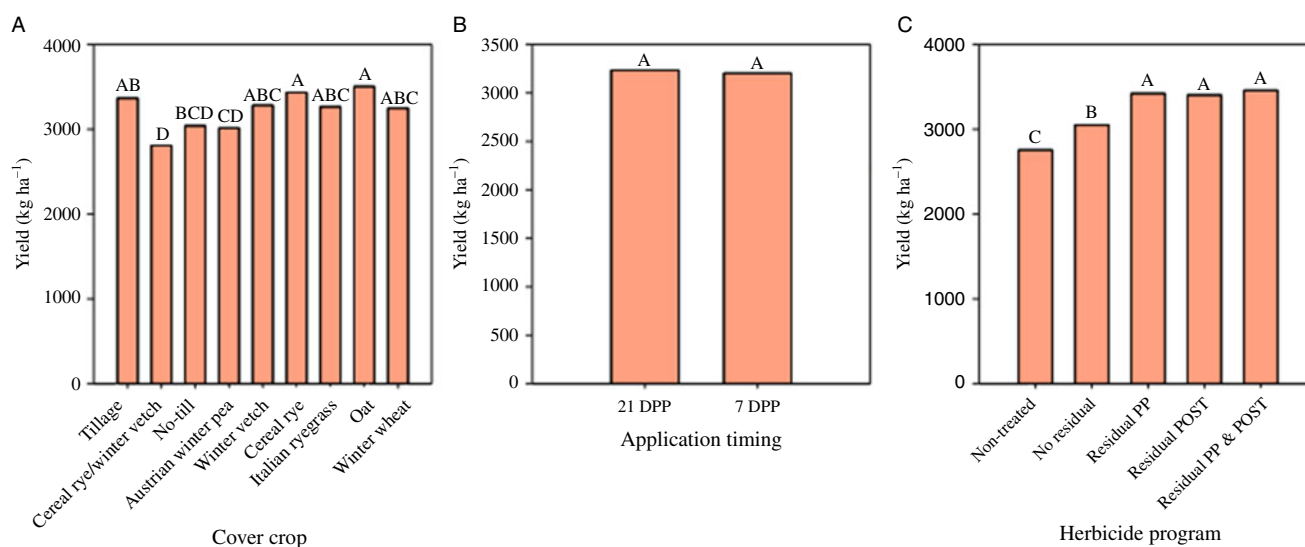 A
Yield (kg ha⁻¹)
4000
3000
2000
1000
0
AB
D
BCD
CD
ABC
A
ABC
A
ABC
Tillage
Cereal rye/winter vetch
No-till
Austrian winter pea
Winter vetch
Cereal rye
Italian ryegrass
Oat
Winter wheat
Cover crop
B
Yield (kg ha⁻¹)
3500
3000
2500
2000
1500
1000
500
0
A
A
21 DPP
7 DPP
Application timing
C
Yield (kg ha⁻¹)
4000
3000
2000
1000
0
C
B
A
A
A
Non-treated
No residual
Residual PP
Residual POST
Residual PP & POST
Herbicide program